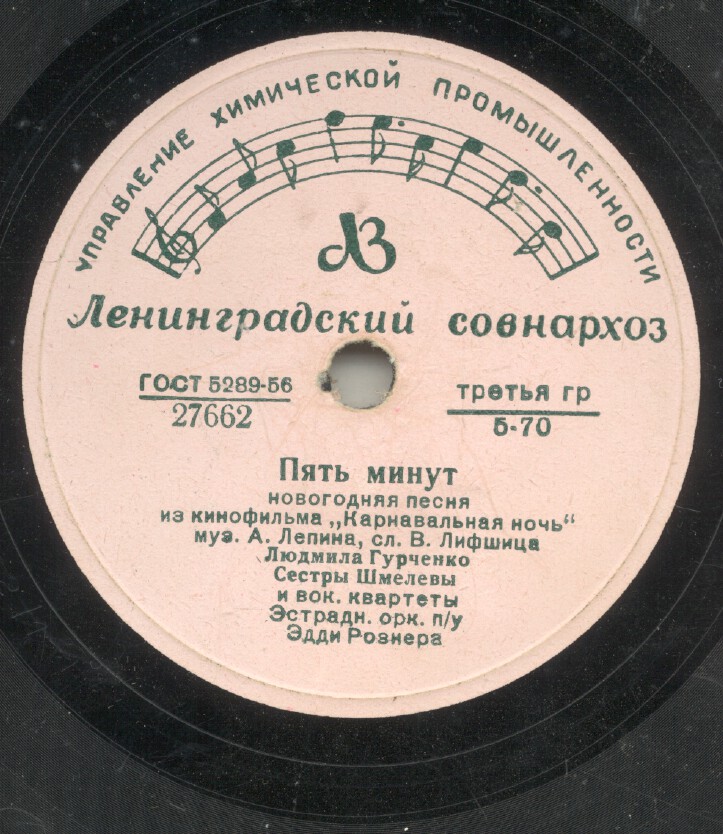 УПРАВЛЕНИЕ ХИМИЧЕСКОЙ ПРОМЫШЛЕННОСТИ
ЛЗ
Ленинградский совнархоз
ГОСТ 5289-56
27662
третья гр
5-70
Пять минут
новогодняя песня
из кинофильма „Карнавальная ночь“
муз. А. Лепина, сл. В. Лифшица
Людмила Гурченко
Сестры Шмелевы
и вок. квартеты
Эстрадн. орк. п/у
Эдди Рознера